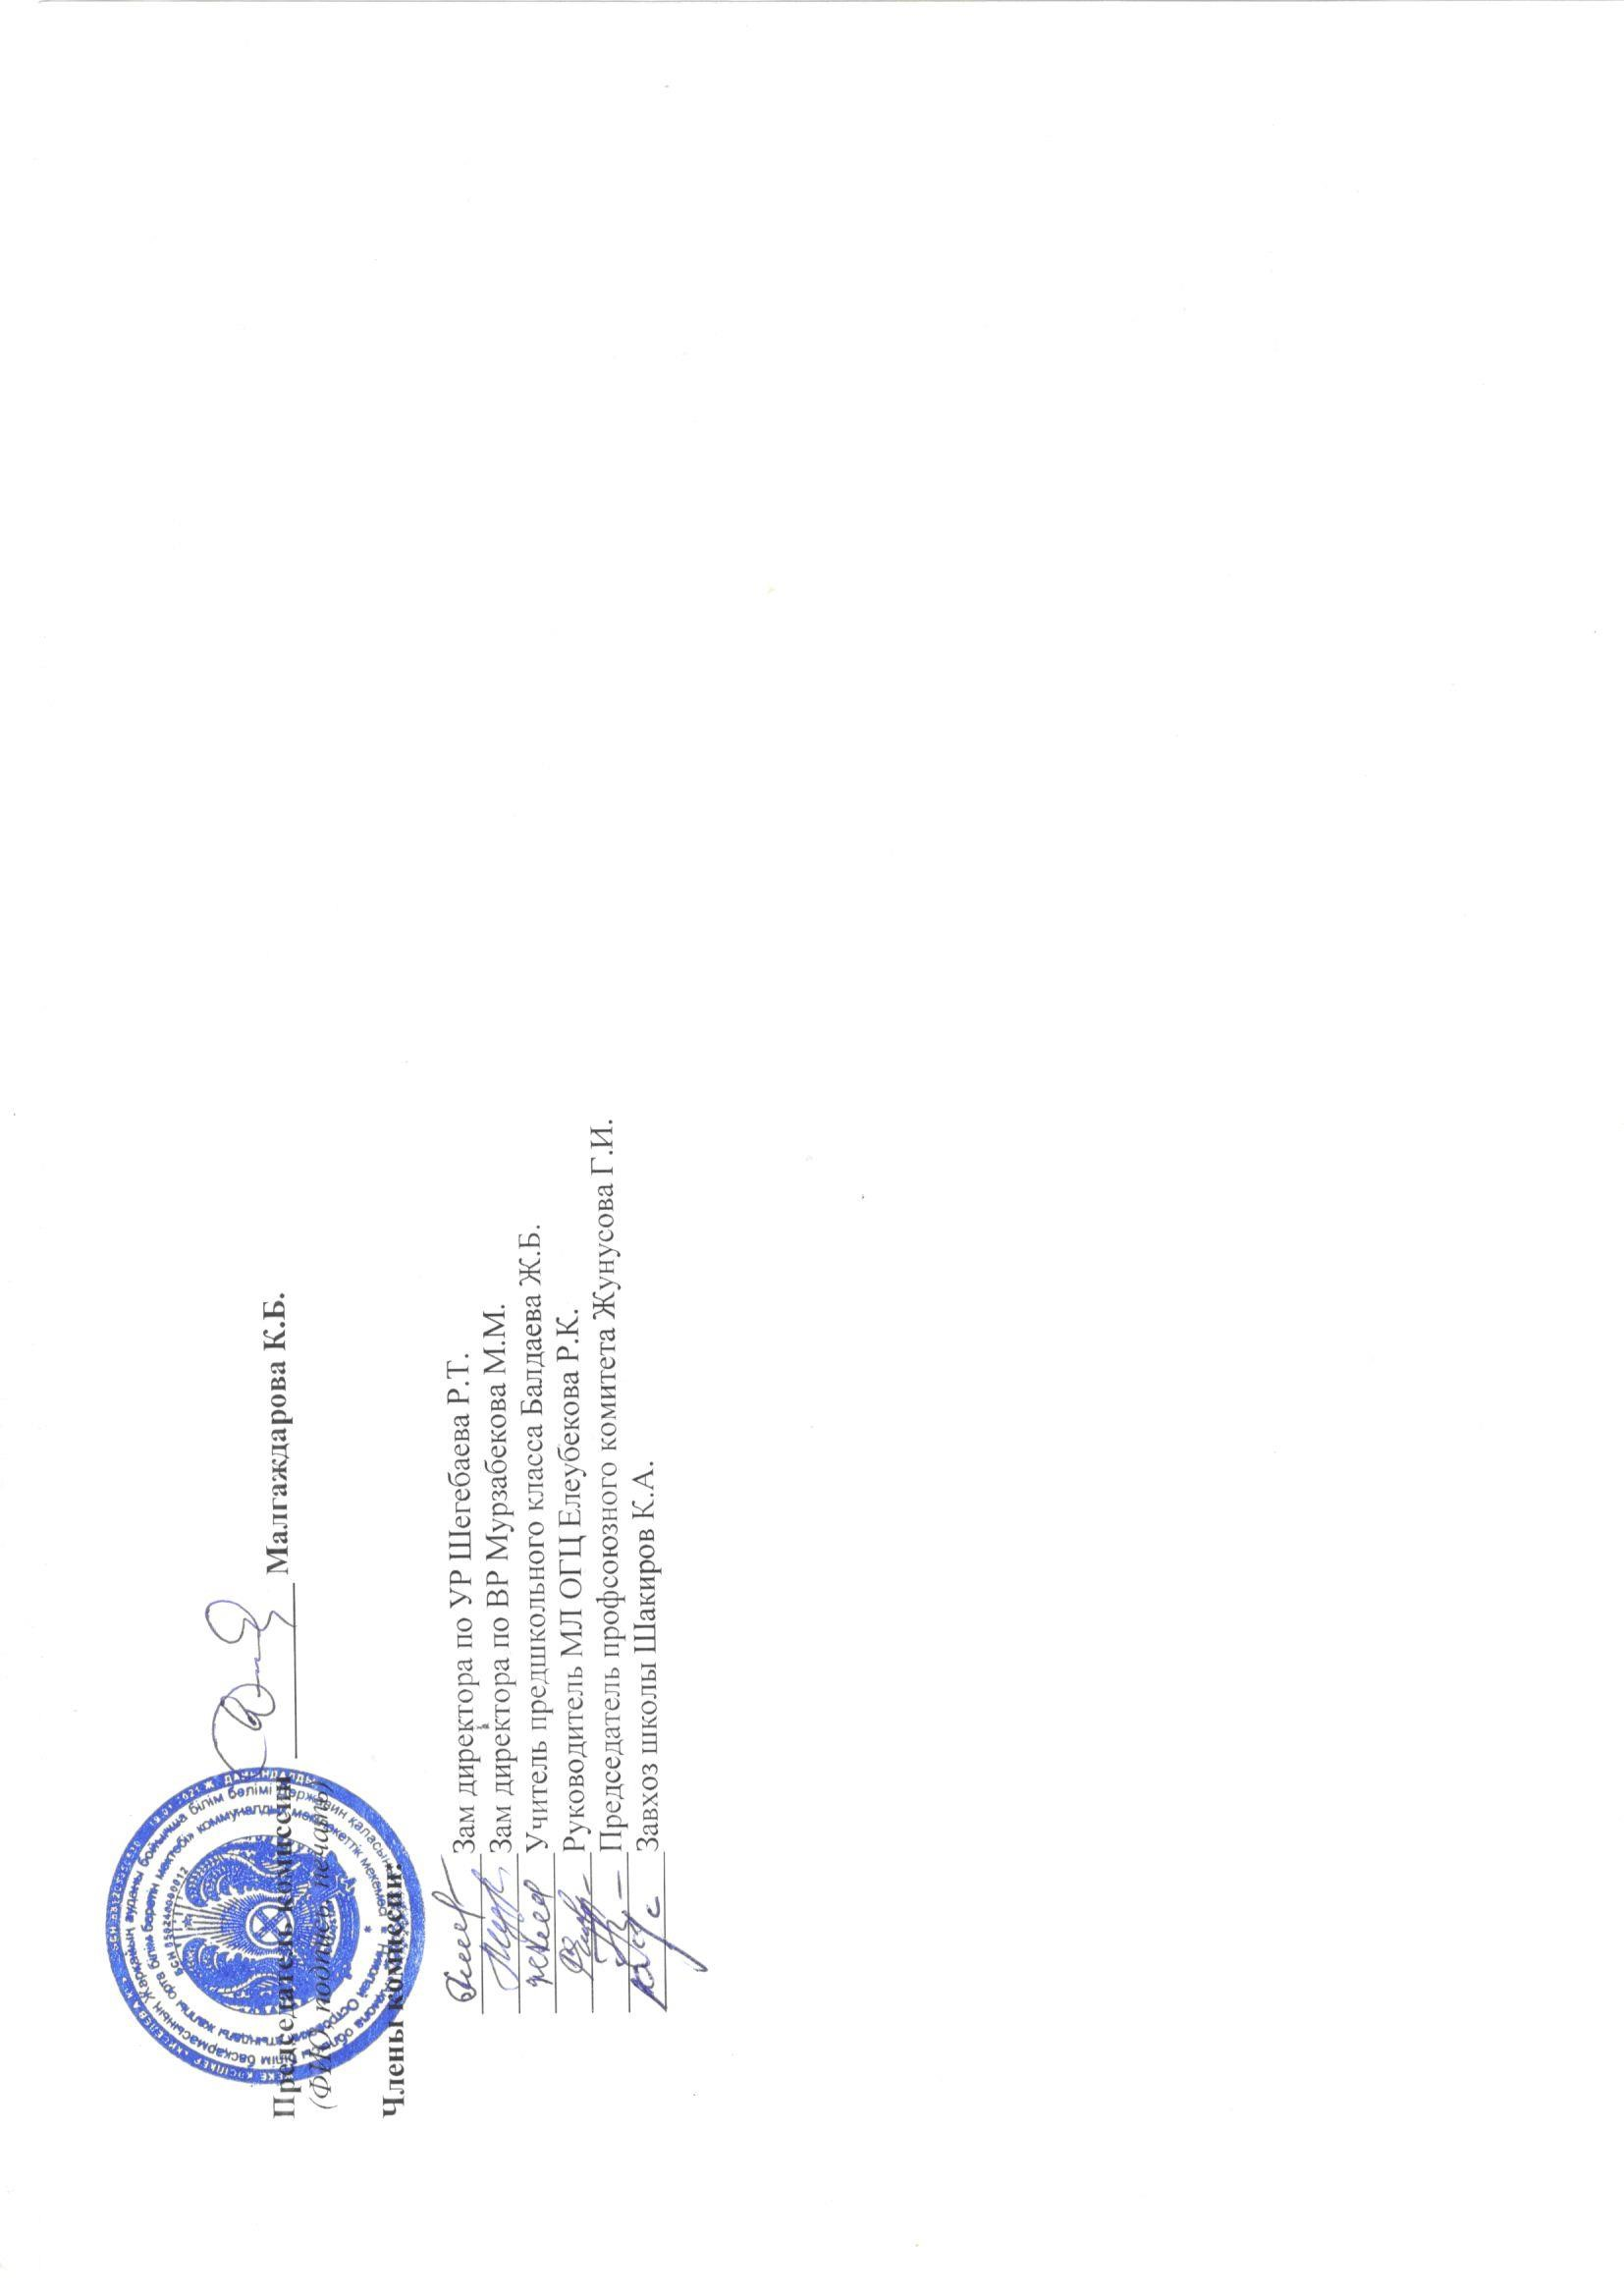 Председатель комиссии Малгаждарова К.Б.
(ФИО, подпись, печать)
Члены комиссии:
Зам директора по УР Шегебаева Р.Т.
Зам директора по ВР Мурзабекова М.М.
Учитель предшкольного класса Балдаева Ж.Б.
Руководитель МЛ ОГЦ Елеубекова Р.К.
Председатель профсоюзного комитета Жунусова Г.И.
Завхоз школы Шакиров К.А.